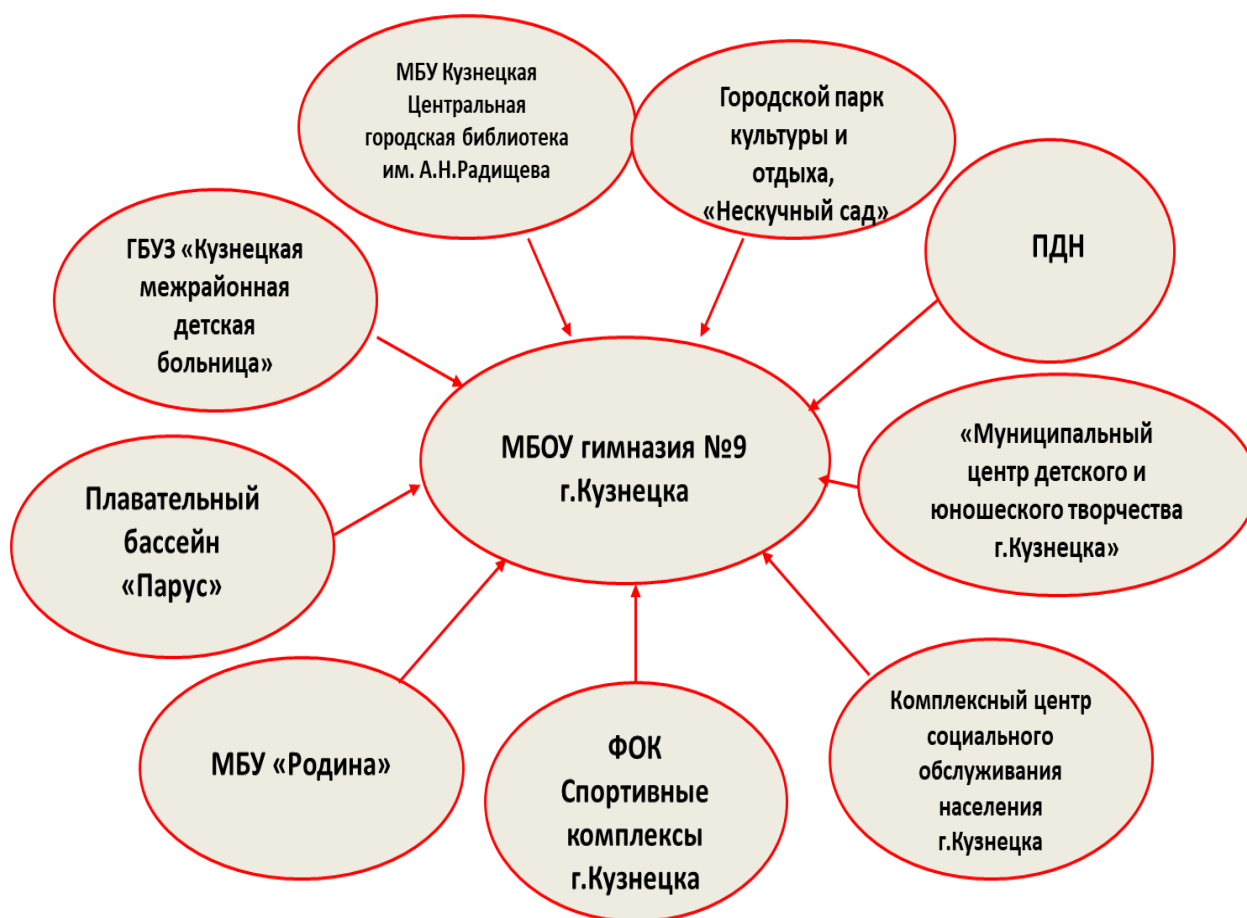 МБУ Кузнецкая
Центральная
городская библиотека
им. А.Н.Радищева
Городской парк
культуры и
отдыха,
«Нескучный сад»
ПДН
ГБУЗ «Кузнецкая
межрайонная
детская
больница»
МБОУ гимназия №9
г.Кузнецка
«Муниципальный
центр детского и
юношеского творчества
г.Кузнецка»
Плавательный
бассейн
«Парус»
МБУ «Родина»
ФОК
Спортивные
комплексы
г.Кузнецка
Комплексный центр
социального
обслуживания
населения
г.Кузнецка